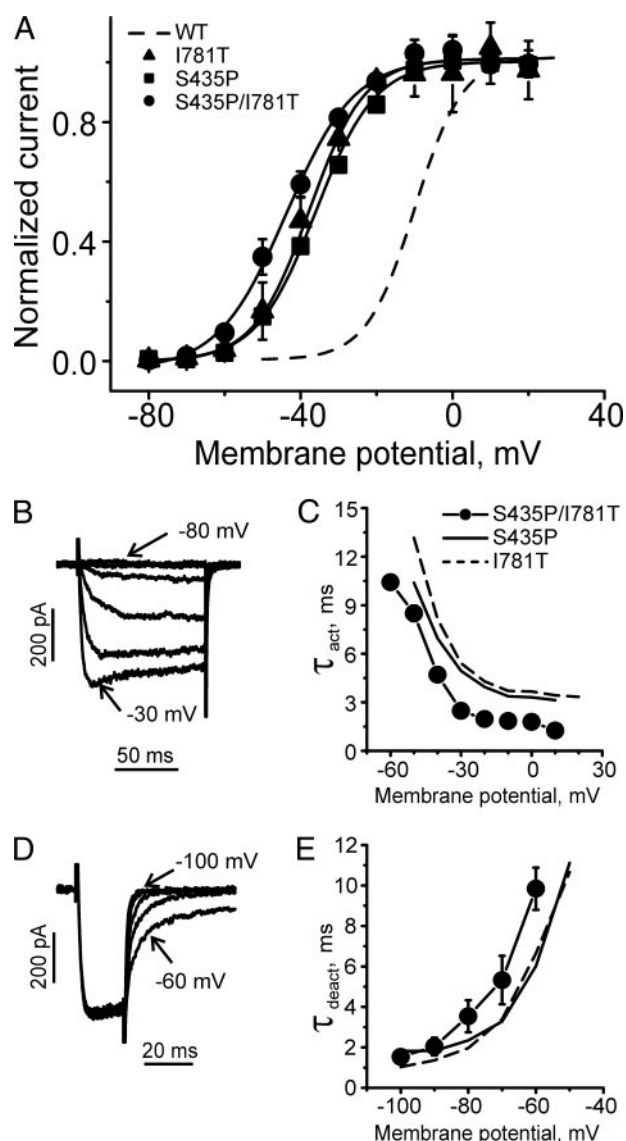 A
WT
I781T
S435P
S435P/I781T
Normalized current
0.8
0.4
0.0
-80
-40
0
40
Membrane potential, mV
B
-80 mV
200 pA
-30 mV
50 ms
C
S435P/I781T
S435P
I781T
τact, ms
15
12
9
6
3
0
-60
-30
0
30
Membrane potential, mV
D
-100 mV
200 pA
-60 mV
20 ms
E
τdeact, ms
12
10
8
6
4
2
0
-100
-80
-60
-40
Membrane potential, mV